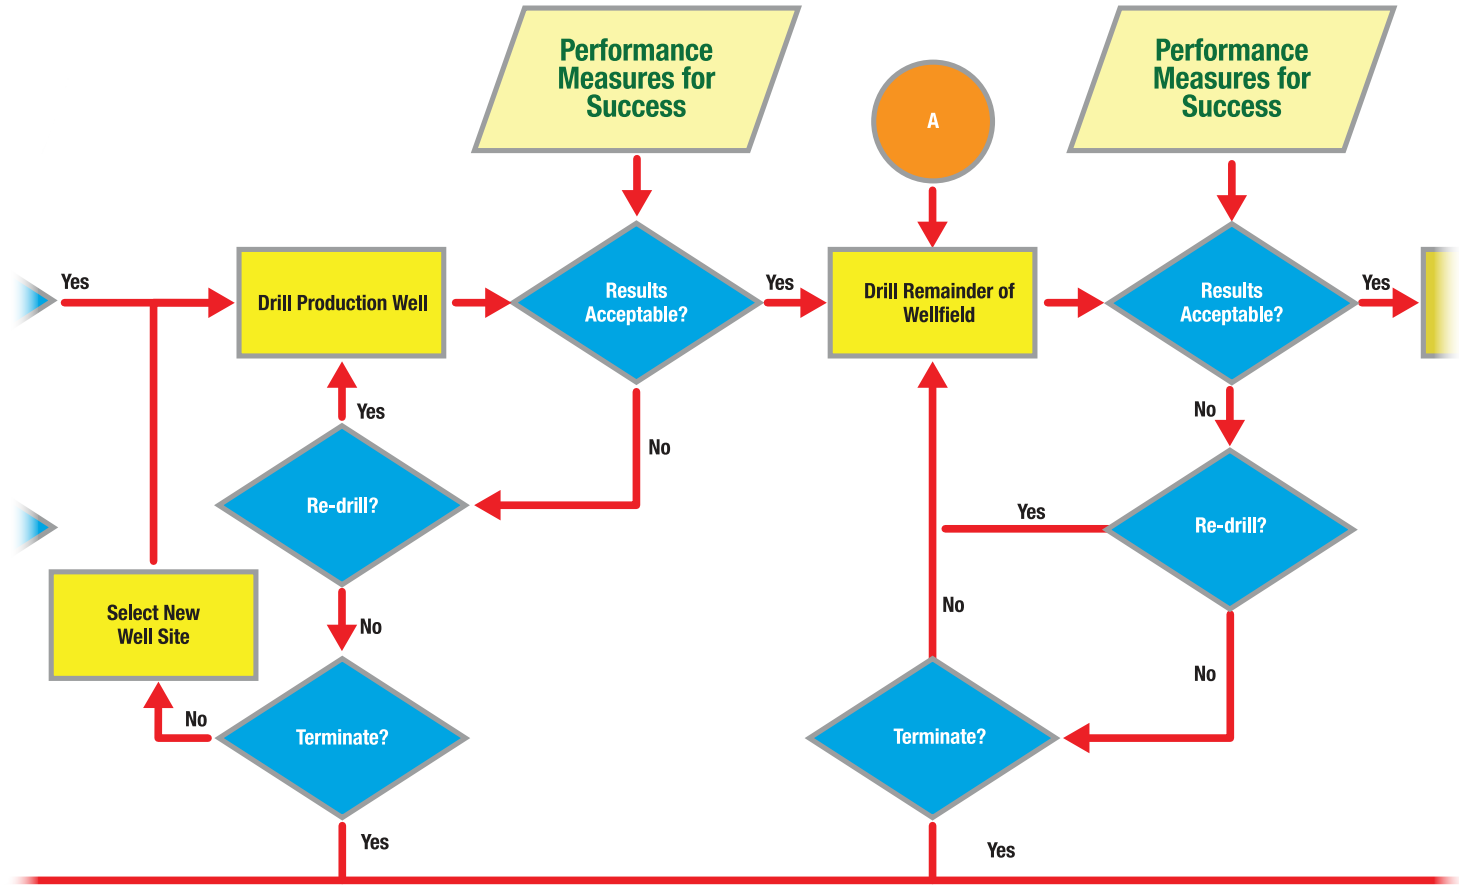 Performance
Measures for
Success
A
Performance
Measures for
Success
Yes
Drill Production Well
Results
Acceptable?
Yes
Drill Remainder of
Wellfield
Results
Acceptable?
Yes
Yes
No
No
Re-drill?
Yes
Re-drill?
Select New
Well Site
No
No
No
No
Terminate?
Terminate?
Yes
Yes